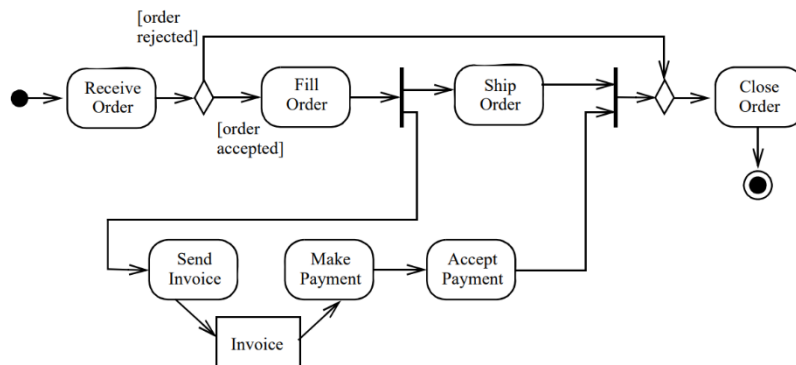 [order
rejected]
Receive
Order
Fill
Order
Ship
Order
Close
Order
[order
accepted]
Send
Invoice
Make
Payment
Accept
Payment
Invoice